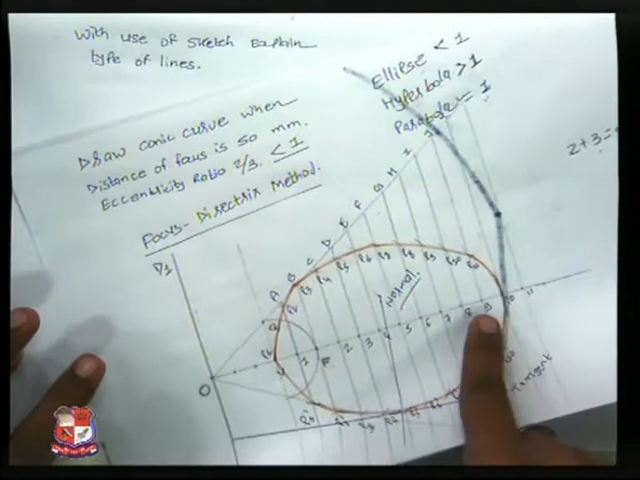 With use of sketch Explain
type of lines.
Ellipse < 1
Hyperbola > 1
Parabola = 1
Draw conic curve when
Distance of focus is 50 mm.
Eccentricity Ratio 2/3. < 1
Focus - Directrix Method.
2+3=
D1
A B C D E F G H I J
Normal
O V 1 F 2 3 4 5 6 7 8 9 10 11
Tangent